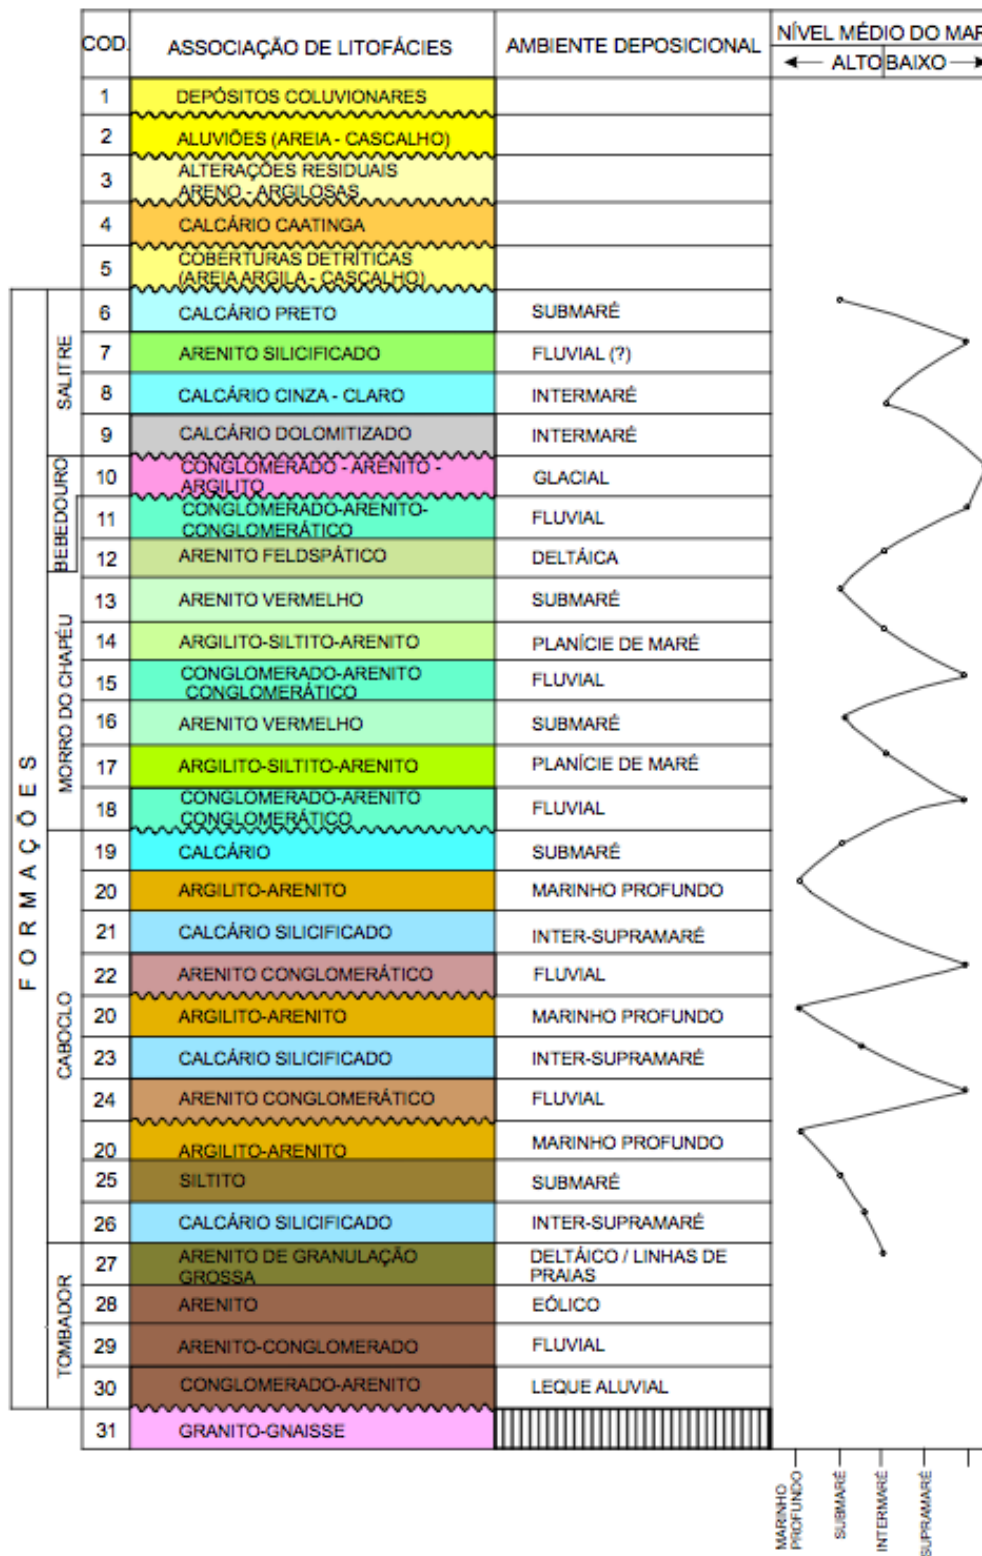 COD.
ASSOCIAÇÃO DE LITOFÁCIES
AMBIENTE DEPOSICIONAL
NÍVEL MÉDIO DO MAR
ALTO BAIXO
1
DEPÓSITOS COLUVIONARES
2
ALUVIÕES (AREIA - CASCALHO)
3
ALTERAÇÕES RESIDUAIS
ARENO - ARGILOSAS
4
CALCÁRIO CAATINGA
5
COBERTURAS DETRÍTICAS
(AREIA ARGILA - CASCALHO)
FORMAÇÕES
SALITRE
6
CALCÁRIO PRETO
SUBMARÉ
7
ARENITO SILICIFICADO
FLUVIAL (?)
8
CALCÁRIO CINZA - CLARO
INTERMARÉ
9
CALCÁRIO DOLOMITIZADO
INTERMARÉ
BEBEDOURO
10
CONGLOMERADO - ARENITO -
ARGILITO
GLACIAL
11
CONGLOMERADO-ARENITO-
CONGLOMERÁTICO
FLUVIAL
12
ARENITO FELDSPÁTICO
DELTÁICA
MORRO DO CHAPÉU
13
ARENITO VERMELHO
SUBMARÉ
14
ARGILITO-SILTITO-ARENITO
PLANÍCIE DE MARÉ
15
CONGLOMERADO-ARENITO
CONGLOMERÁTICO
FLUVIAL
16
ARENITO VERMELHO
SUBMARÉ
17
ARGILITO-SILTITO-ARENITO
PLANÍCIE DE MARÉ
18
CONGLOMERADO-ARENITO
CONGLOMERÁTICO
FLUVIAL
CABOCLO
19
CALCÁRIO
SUBMARÉ
20
ARGILITO-ARENITO
MARINHO PROFUNDO
21
CALCÁRIO SILICIFICADO
INTER-SUPRAMARÉ
22
ARENITO CONGLOMERÁTICO
FLUVIAL
20
ARGILITO-ARENITO
MARINHO PROFUNDO
23
CALCÁRIO SILICIFICADO
INTER-SUPRAMARÉ
24
ARENITO CONGLOMERÁTICO
FLUVIAL
20
ARGILITO-ARENITO
MARINHO PROFUNDO
25
SILTITO
SUBMARÉ
26
CALCÁRIO SILICIFICADO
INTER-SUPRAMARÉ
TOMBADOR
27
ARENITO DE GRANULAÇÃO
GROSSA
DELTÁICO / LINHAS DE
PRAIAS
28
ARENITO
EÓLICO
29
ARENITO-CONGLOMERADO
FLUVIAL
30
CONGLOMERADO-ARENITO
LEQUE ALUVIAL
31
GRANITO-GNAISSE
MARINHO
PROFUNDO
SUBMARÉ
INTERMARÉ
SUPRAMARÉ